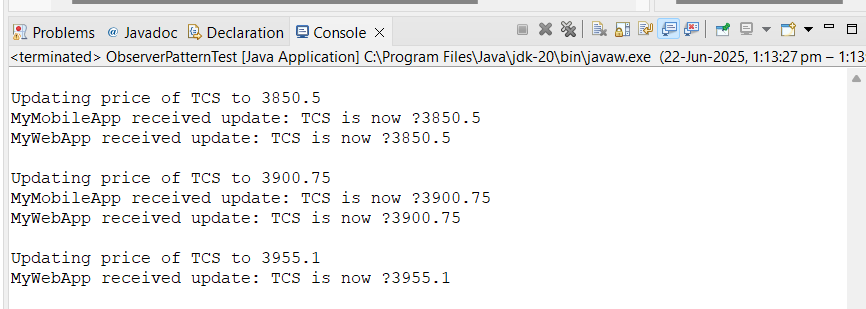 Problems @ Javadoc Declaration Console
<terminated> ObserverPatternTest [Java Application] C:\Program Files\Java\jdk-20\bin\javaw.exe (22-Jun-2025, 1:13:27 pm – 1:13
Updating price of TCS to 3850.5
MyMobileApp received update: TCS is now ?3850.5
MyWebApp received update: TCS is now ?3850.5
Updating price of TCS to 3900.75
MyMobileApp received update: TCS is now ?3900.75
MyWebApp received update: TCS is now ?3900.75
Updating price of TCS to 3955.1
MyWebApp received update: TCS is now ?3955.1